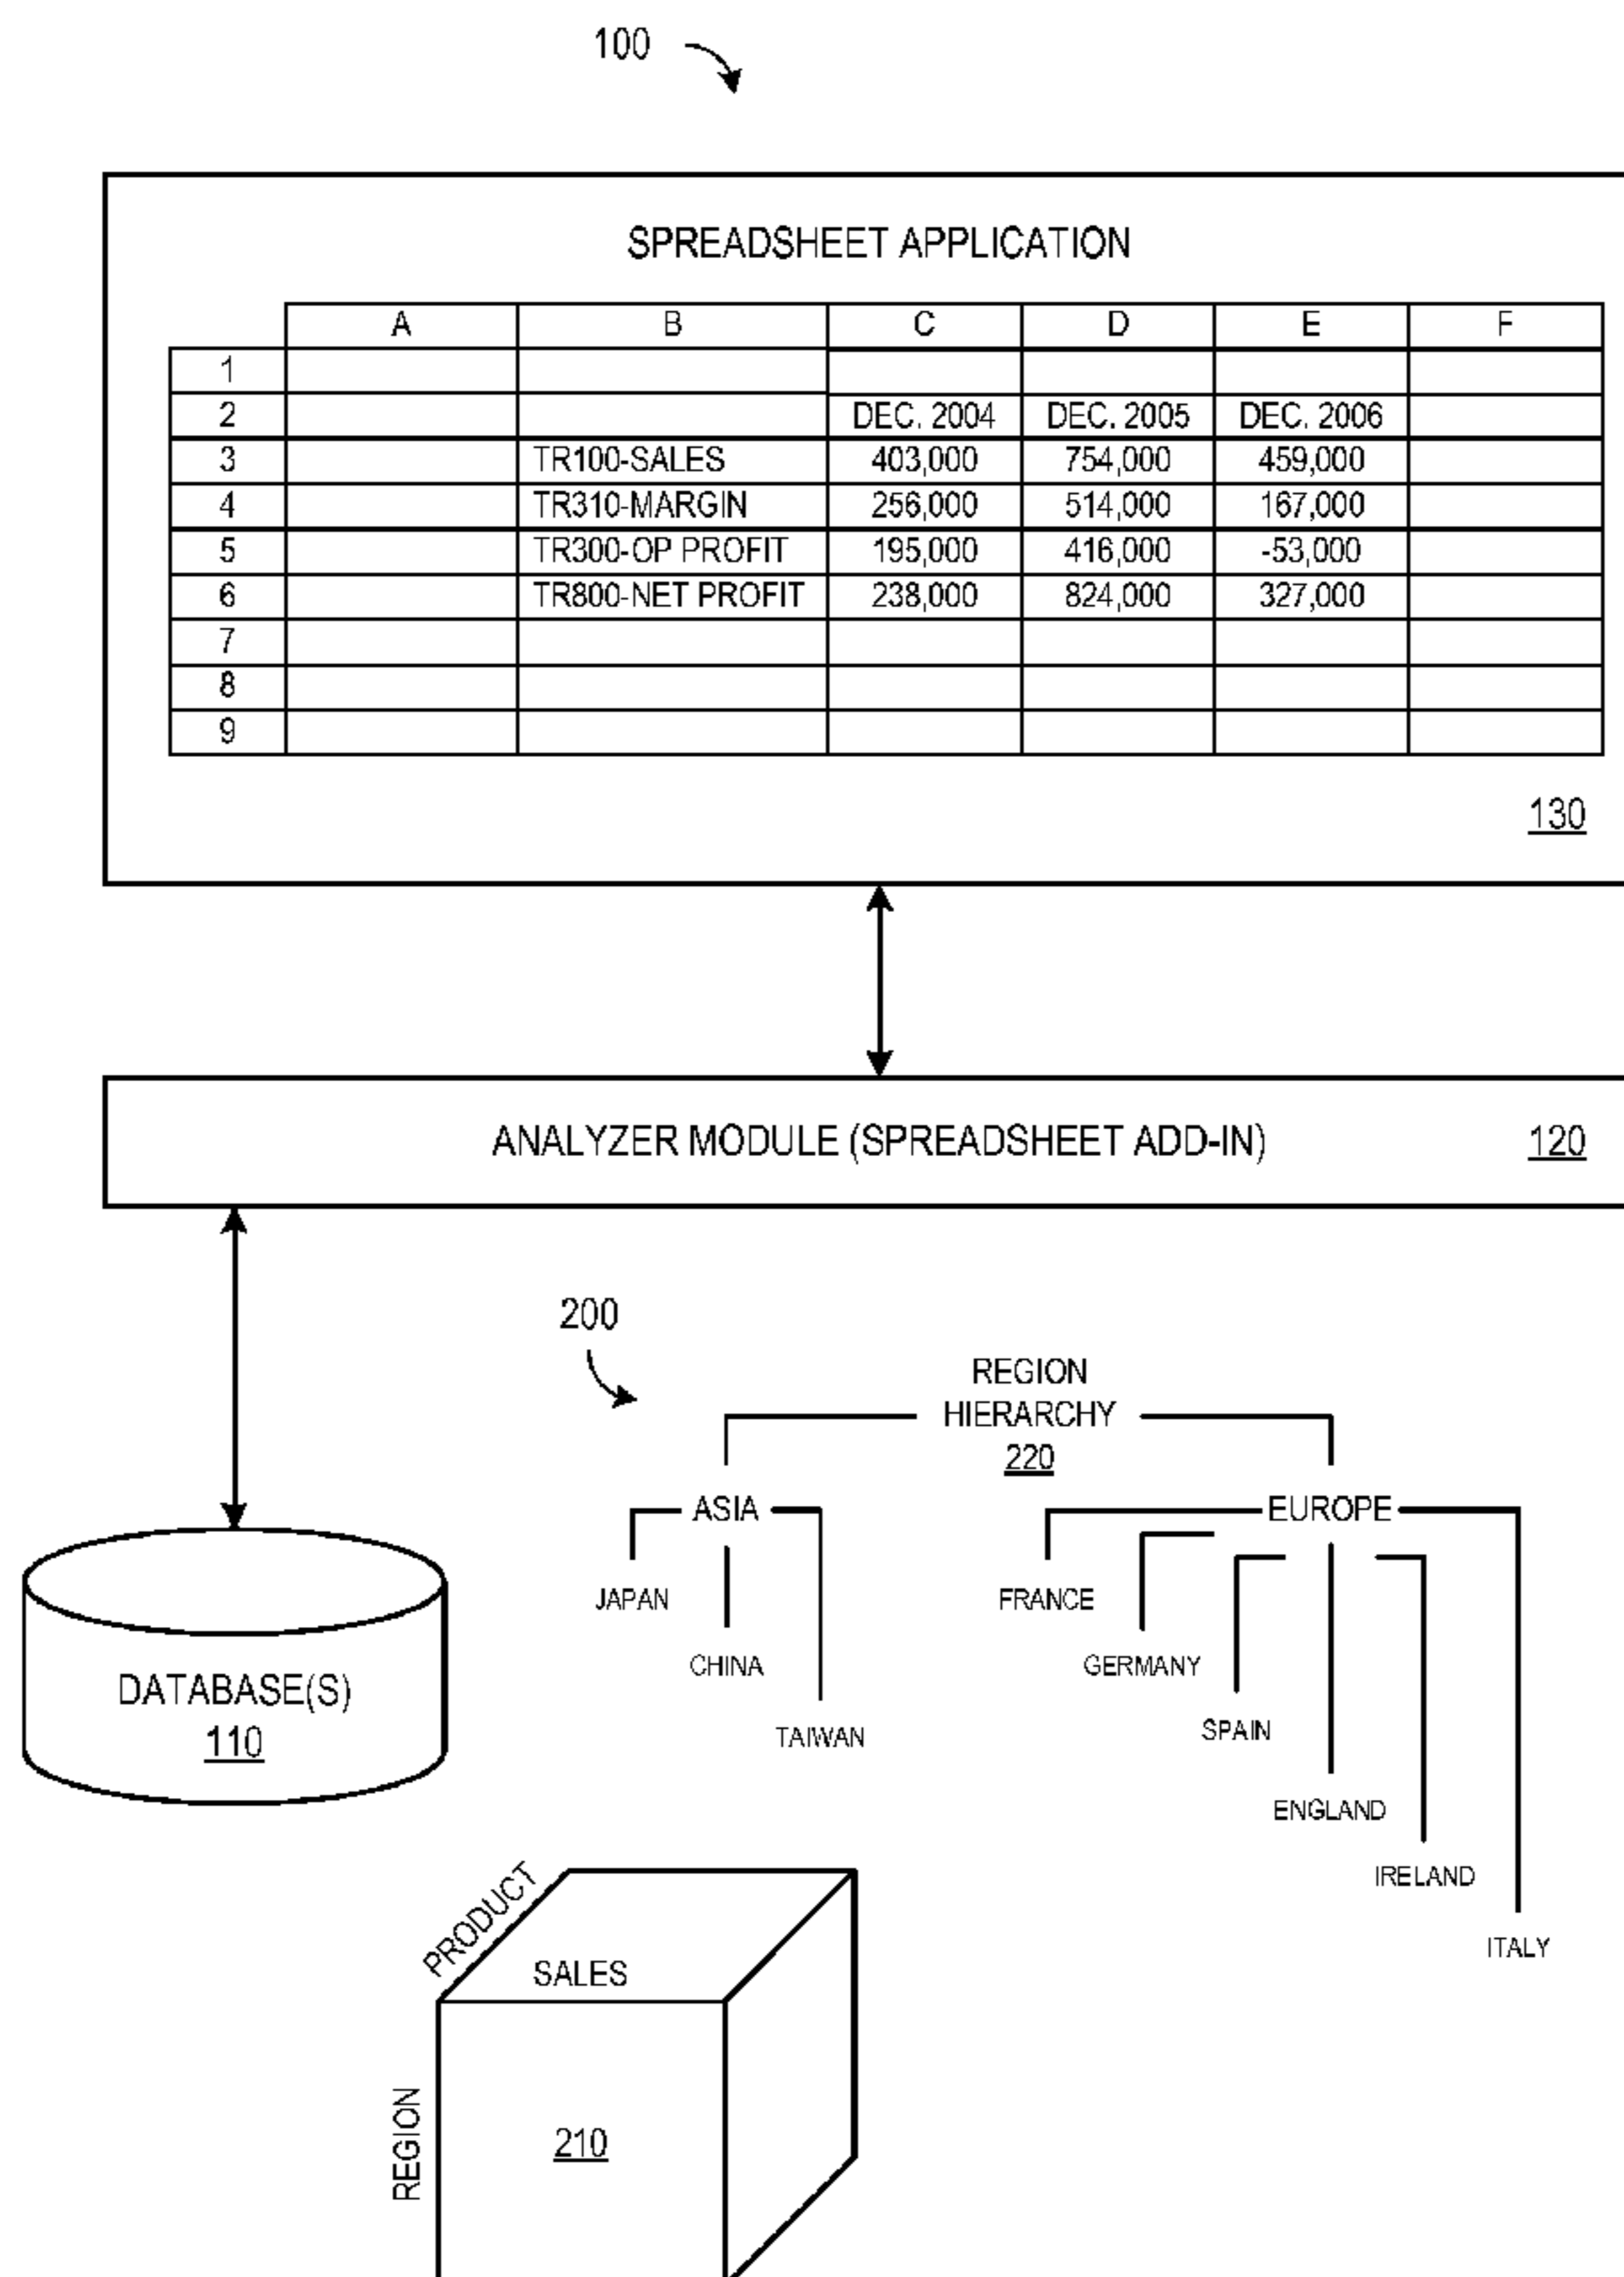 100
SPREADSHEET APPLICATION
A B C D E F
1
2 DEC. 2004 DEC. 2005 DEC. 2006
3 TR100-SALES 403,000 754,000 459,000
4 TR310-MARGIN 256,000 514,000 167,000
5 TR300-OP PROFIT 195,000 416,000 -53,000
6 TR800-NET PROFIT 238,000 824,000 327,000
7
8
9
130
ANALYZER MODULE (SPREADSHEET ADD-IN) 120
200
REGION
HIERARCHY
220
ASIA EUROPE
JAPAN FRANCE
CHINA GERMANY
TAIWAN SPAIN
ENGLAND
IRELAND
ITALY
DATABASE(S)
110
PRODUCT
SALES
REGION
210